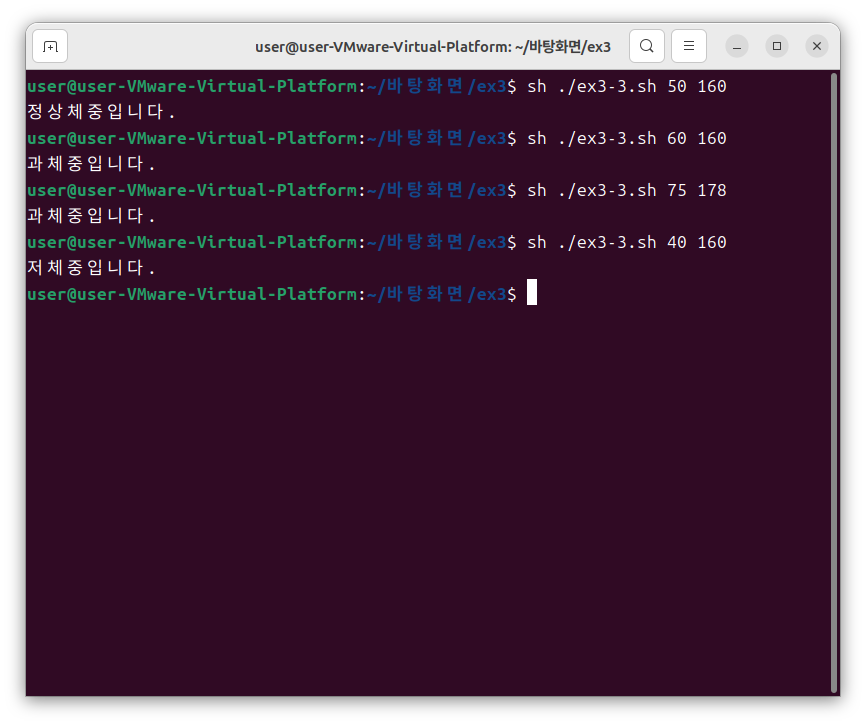 user@user-VMware-Virtual-Platform: ~/바탕화면/ex3
user@user-VMware-Virtual-Platform:~/바탕화면/ex3$ sh ./ex3-3.sh 50 160
정상체중입니다.
user@user-VMware-Virtual-Platform:~/바탕화면/ex3$ sh ./ex3-3.sh 60 160
과체중입니다.
user@user-VMware-Virtual-Platform:~/바탕화면/ex3$ sh ./ex3-3.sh 75 178
과체중입니다.
user@user-VMware-Virtual-Platform:~/바탕화면/ex3$ sh ./ex3-3.sh 40 160
저체중입니다.
user@user-VMware-Virtual-Platform:~/바탕화면/ex3$